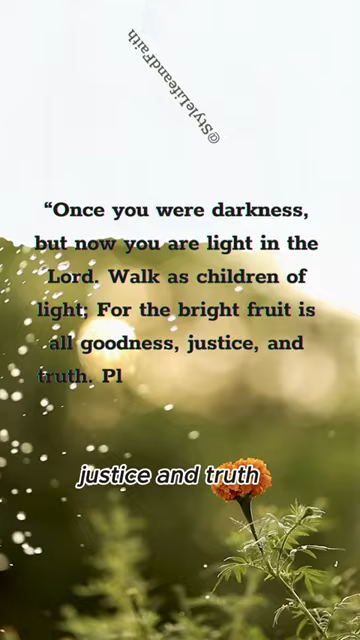 @StyleLifeandFaith
“Once you were darkness,
but now you are light in the
Lord. Walk as children of
light; For the bright fruit is
all goodness, justice, and
truth. Pl
justice and truth